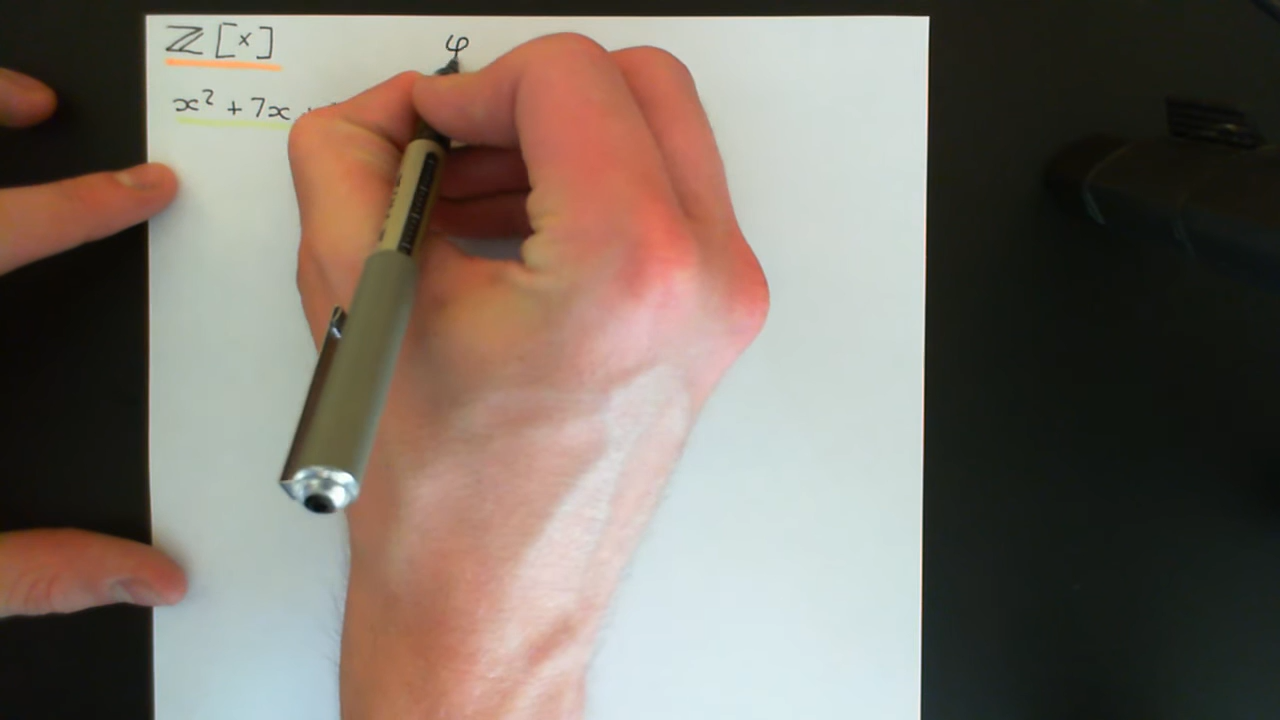 ℤ[x] φ
x² + 7x +